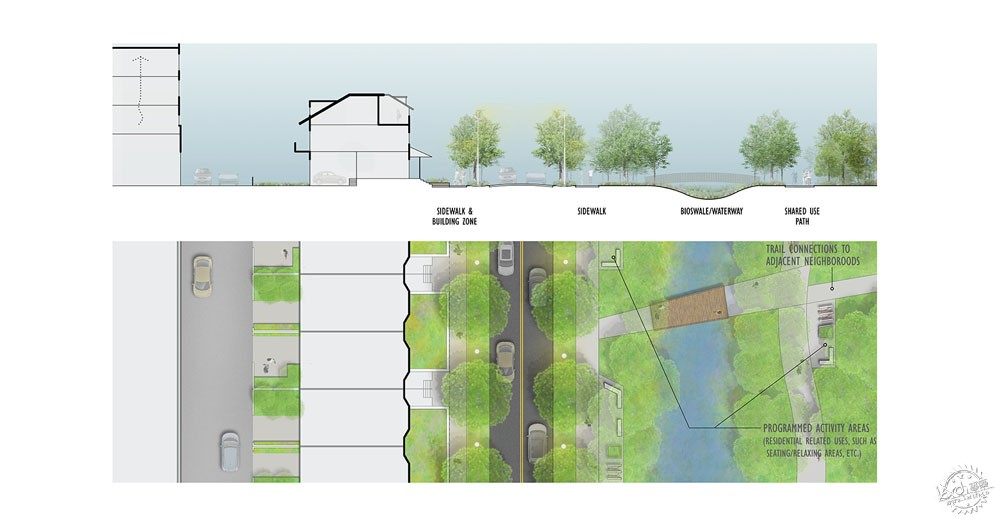 SIDEWALK &
BUILDING ZONE
SIDEWALK
BIOSWALE/WATERWAY
SHARED USE
PATH
TRAIL CONNECTIONS TO
ADJACENT NEIGHBOROODS
PROGRAMMED ACTIVITY AREAS
(RESIDENTIAL RELATED USES, SUCH AS
SEATING/RELAXING AREAS, ETC.)